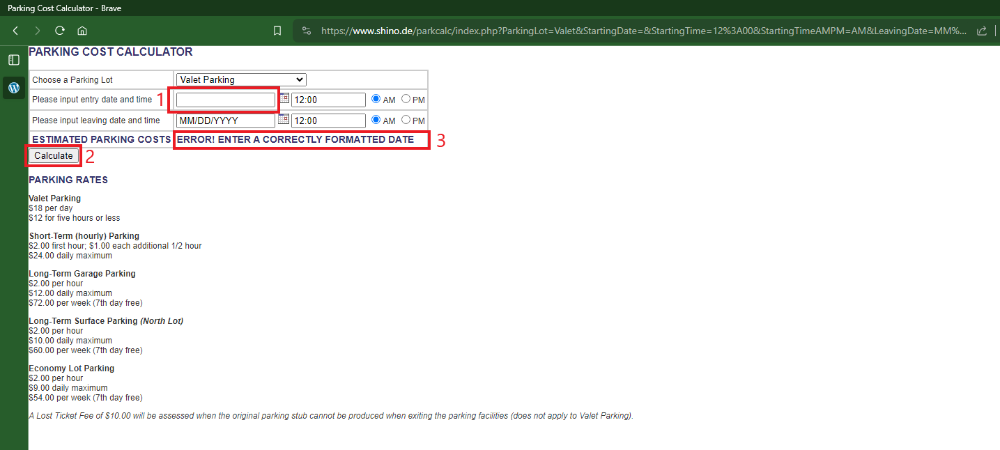 Parking Cost Calculator - Brave
https://www.shino.de/parkcalc/index.php?ParkingLot=Valet&StartingDate=&StartingTime=12%3A00&StartingTimeAMPM=AM&LeavingDate=MM%...
PARKING COST CALCULATOR
Choose a Parking Lot Valet Parking
Please input entry date and time 1 12:00 AM PM
Please input leaving date and time MM/DD/YYYY 12:00 AM PM
ESTIMATED PARKING COSTS ERROR! ENTER A CORRECTLY FORMATTED DATE 3
Calculate 2
PARKING RATES
Valet Parking
$18 per day
$12 for five hours or less
Short-Term (hourly) Parking
$2.00 first hour; $1.00 each additional 1/2 hour
$24.00 daily maximum
Long-Term Garage Parking
$2.00 per hour
$12.00 daily maximum
$72.00 per week (7th day free)
Long-Term Surface Parking (North Lot)
$2.00 per hour
$10.00 daily maximum
$60.00 per week (7th day free)
Economy Lot Parking
$2.00 per hour
$9.00 daily maximum
$54.00 per week (7th day free)
A Lost Ticket Fee of $10.00 will be assessed when the original parking stub cannot be produced when exiting the parking facilities (does not apply to Valet Parking).